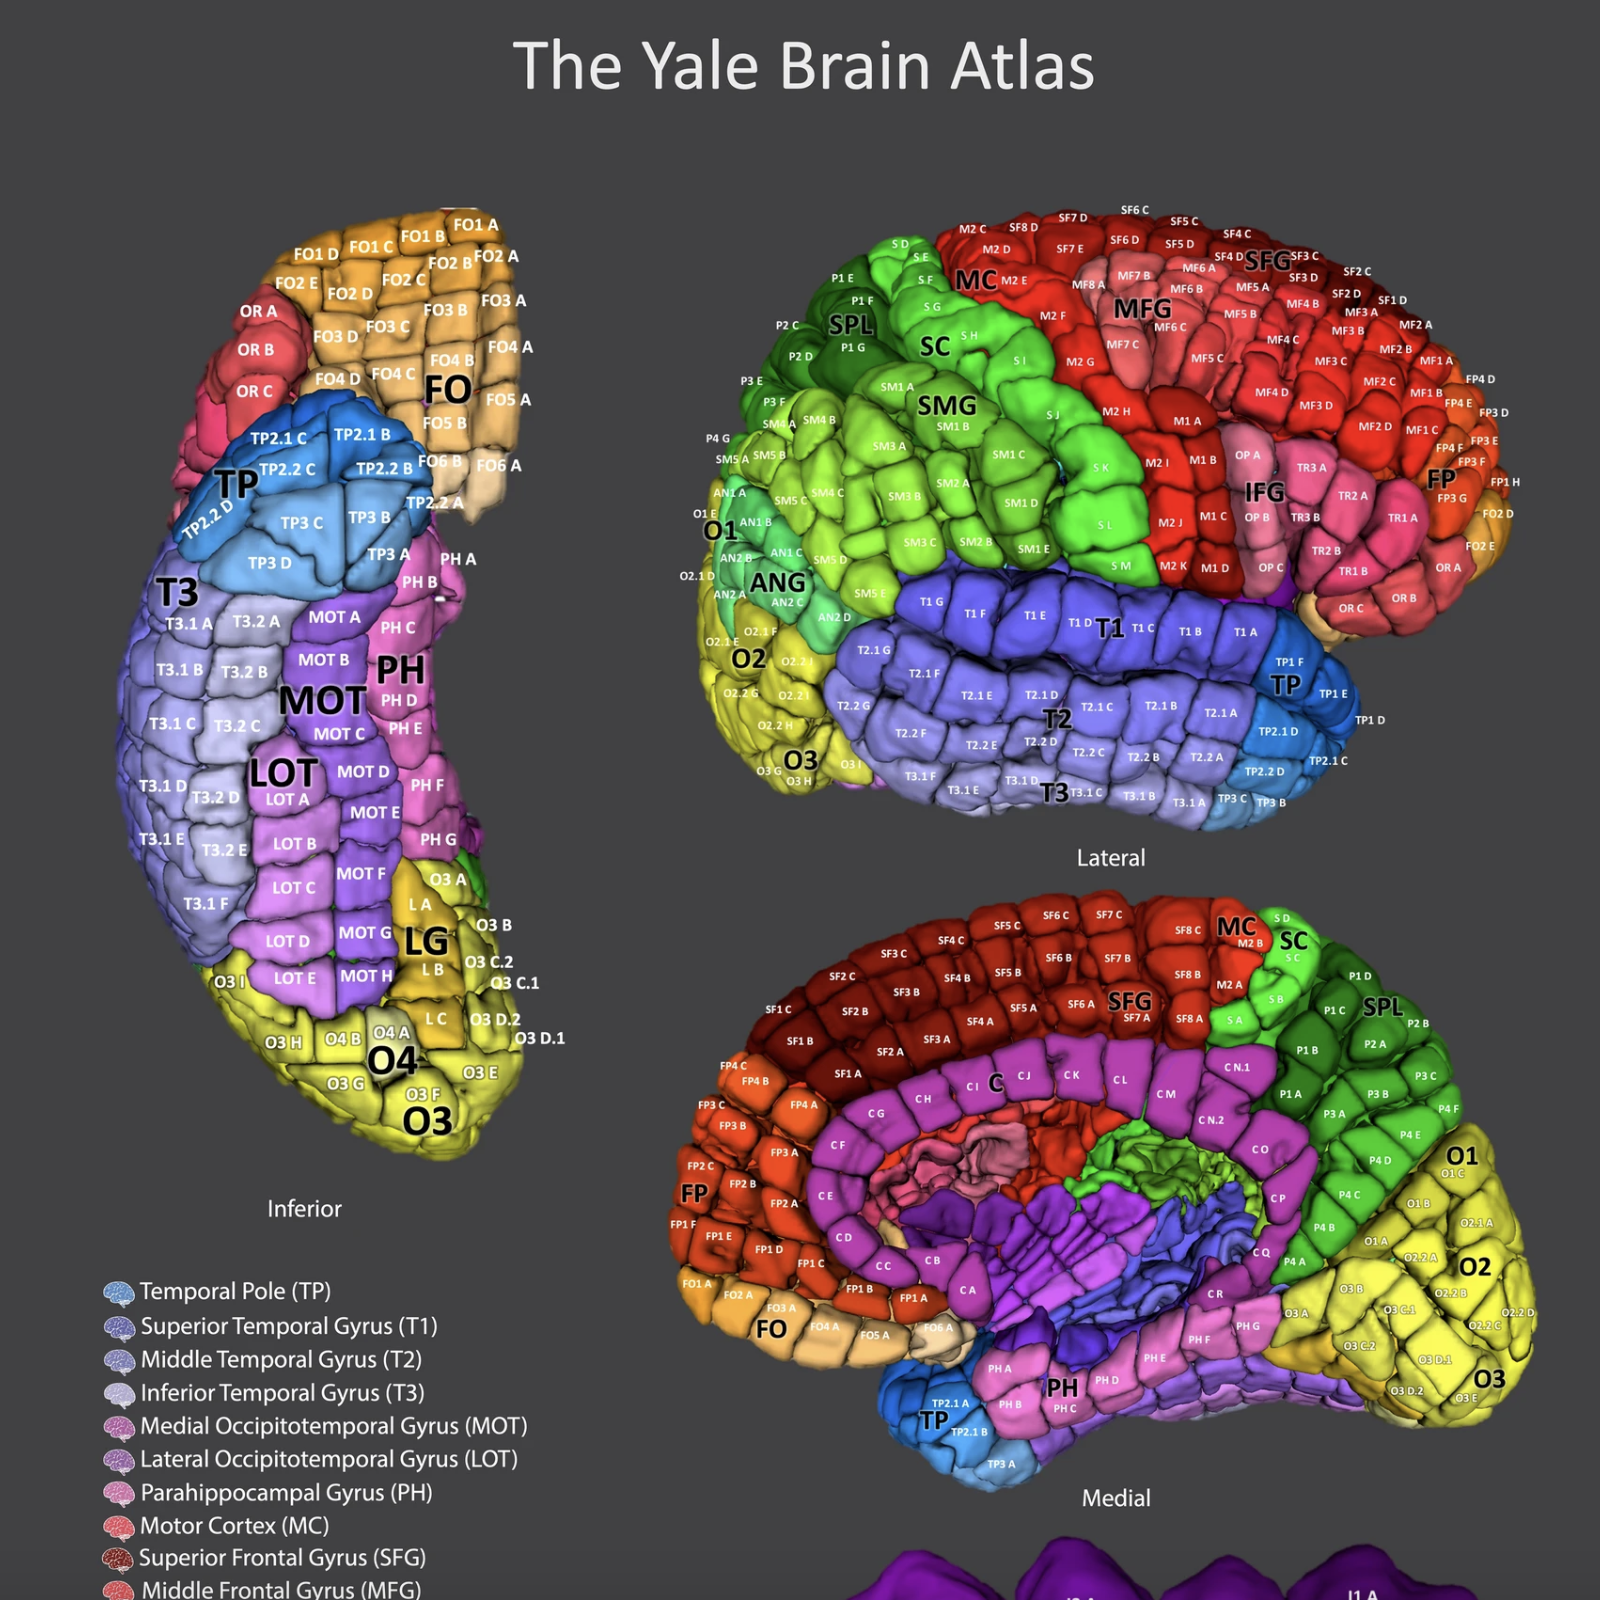 The Yale Brain Atlas
FO1 A
FO1 B
FO1 C
FO1 D
FO2 A
FO2 B
FO2 C
FO2 D
FO2 E
FO3 A
FO3 B
FO3 C
FO3 D
OR A
OR B
OR C
FO4 A
FO4 B
FO4 C
FO4 D
FO
FO5 A
FO5 B
FO6 B
FO6 A
TP2.1 C
TP2.1 B
TP2.2 C
TP2.2 B
TP
TP2.2 A
TP2.2 D
TP3 C
TP3 B
TP3 D
TP3 A
PH A
PH B
T3
T3.1 A
T3.2 A
MOT A
PH C
T3.1 B
T3.2 B
MOT B
PH
MOT
PH D
T3.1 C
T3.2 C
MOT C
PH E
LOT
MOT D
T3.1 D
T3.2 D
LOT A
PH F
MOT E
T3.1 E
T3.2 E
LOT B
PH G
MOT F
O3 A
LOT C
T3.1 F
L A
O3 B
LOT D
MOT G
LG
L B
O3 C.2
O3 I
LOT E
MOT H
O3 C.1
L C
O3 D.2
O3 D.1
O3 H
O4 B
O4 A
O4
O3 G
O3 F
O3 E
O3
Inferior
SF6 C
SF7 D
SF5 C
SF8 D
M2 C
SF4 C
S D
M2 D
SF7 E
SF6 D
SF5 D
SF4 D
SFG
SF3 C
S E
MC
M2 E
MF8 A
MF7 B
MF6 A
SF3 D
SF2 C
P1 E
S F
MF6 B
MF5 A
SF2 D
SF1 D
P1 F
S G
MFG
MF4 B
MF3 A
SPL
M2 F
MF6 C
MF5 B
MF3 B
MF2 A
P2 C
SC
S H
MF7 C
MF4 C
MF2 B
P2 D
P1 G
S I
M2 G
MF5 C
MF3 C
MF1 A
P3 E
SM1 A
MF4 D
MF2 C
MF1 B
FP4 D
P3 F
SMG
S J
M2 H
M1 A
MF3 D
FP4 E
FP3 D
SM4 A
SM4 B
SM1 B
MF2 D
MF1 C
P4 G
SM3 A
FP4 F
FP3 E
SM5 A
SM5 B
SM1 C
S K
M2 I
M1 B
OP A
TR3 A
FP3 F
FP
AN1 A
SM5 C
SM4 C
SM3 B
SM2 A
IFG
TR2 A
FP3 G
FP1 H
O1 E
O1
AN1 B
SM1 D
S L
M2 J
M1 C
OP B
TR3 B
TR1 A
FO2 D
AN2 B
AN1 C
SM5 D
SM3 C
SM2 B
SM1 E
TR2 B
FO2 E
O2.1 D
ANG
S M
M2 K
M1 D
OP C
TR1 B
OR A
AN2 A
AN2 C
SM5 E
OR C
OR B
AN2 D
T1 G
T1 F
T1 E
T1 D
T1
T1 C
T1 B
T1 A
O2.1 E
O2.1 F
O2
O2.2 J
T2.1 G
T2.1 F
TP1 F
TP
TP1 E
O2.2 G
O2.2 I
T2.2 G
T2.1 E
T2.1 D
T2.1 C
T2.1 B
T2.1 A
TP1 D
O2.2 H
T2
T2.2 F
T2.2 E
T2.2 D
T2.2 C
T2.2 B
T2.2 A
TP2.1 D
TP2.1 C
O3
O3 G
O3 H
O3 I
T3.1 F
T3.1 E
T3.1 D
T3
T3.1 C
T3.1 B
T3.1 A
TP2.2 D
TP3 C
TP3 B
Lateral
SF7 C
SF6 C
SF5 C
SF8 C
MC
S D
SF4 C
M2 B
SC
SF3 C
SF7 B
SF6 B
S C
SF2 C
SF5 B
SF4 B
SF8 B
M2 A
P1 D
SF3 B
SF1 C
SF2 B
SF5 A
SF6 A
SFG
SF7 A
SF8 A
S B
S A
SPL
P1 C
P2 B
SF1 B
SF2 A
SF3 A
SF4 A
P1 B
P2 A
SF1 A
FP4 C
FP4 B
C I
C
C J
C K
C L
C M
C N.1
P3 C
FP4 A
FP3 C
C G
C H
P1 A
P3 B
P4 F
FP3 B
C N.2
P3 A
P4 E
C F
FP3 A
C O
P4 D
O1
O1 C
FP2 C
FP
FP2 B
FP2 A
C E
C P
P4 C
O1 B
FP1 F
FP1 E
FP1 D
C D
P4 B
O2.1 A
O1 A
FP1 C
C C
C B
C Q
P4 A
O2.2 A
O2
FO1 A
FO2 A
FP1 B
FP1 A
C A
C R
O3 B
O2.2 B
O3 A
O3 C.1
O2.2 D
FO3 A
FO
FO4 A
FO5 A
FO6 A
PH G
PH F
O2.2 C
O3 C.2
PH E
O3 D.1
PH A
PH
PH D
O3
O3 D.2
O3 E
TP2.1 A
TP
PH B
PH C
TP2.1 B
TP3 A
Medial
Temporal Pole (TP)
Superior Temporal Gyrus (T1)
Middle Temporal Gyrus (T2)
Inferior Temporal Gyrus (T3)
Medial Occipitotemporal Gyrus (MOT)
Lateral Occipitotemporal Gyrus (LOT)
Parahippocampal Gyrus (PH)
Motor Cortex (MC)
Superior Frontal Gyrus (SFG)
Middle Frontal Gyrus (MFG)
I1 A